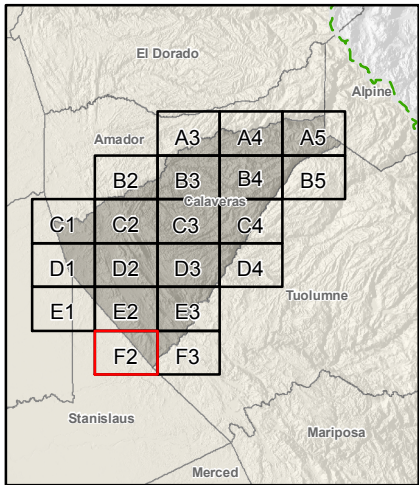 El Dorado
Alpine
Amador
A3 A4 A5
B2 B3 B4 B5
Calaveras
C1 C2 C3 C4
D1 D2 D3 D4
Tuolumne
E1 E2 E3
F2 F3
Stanislaus
Mariposa
Merced